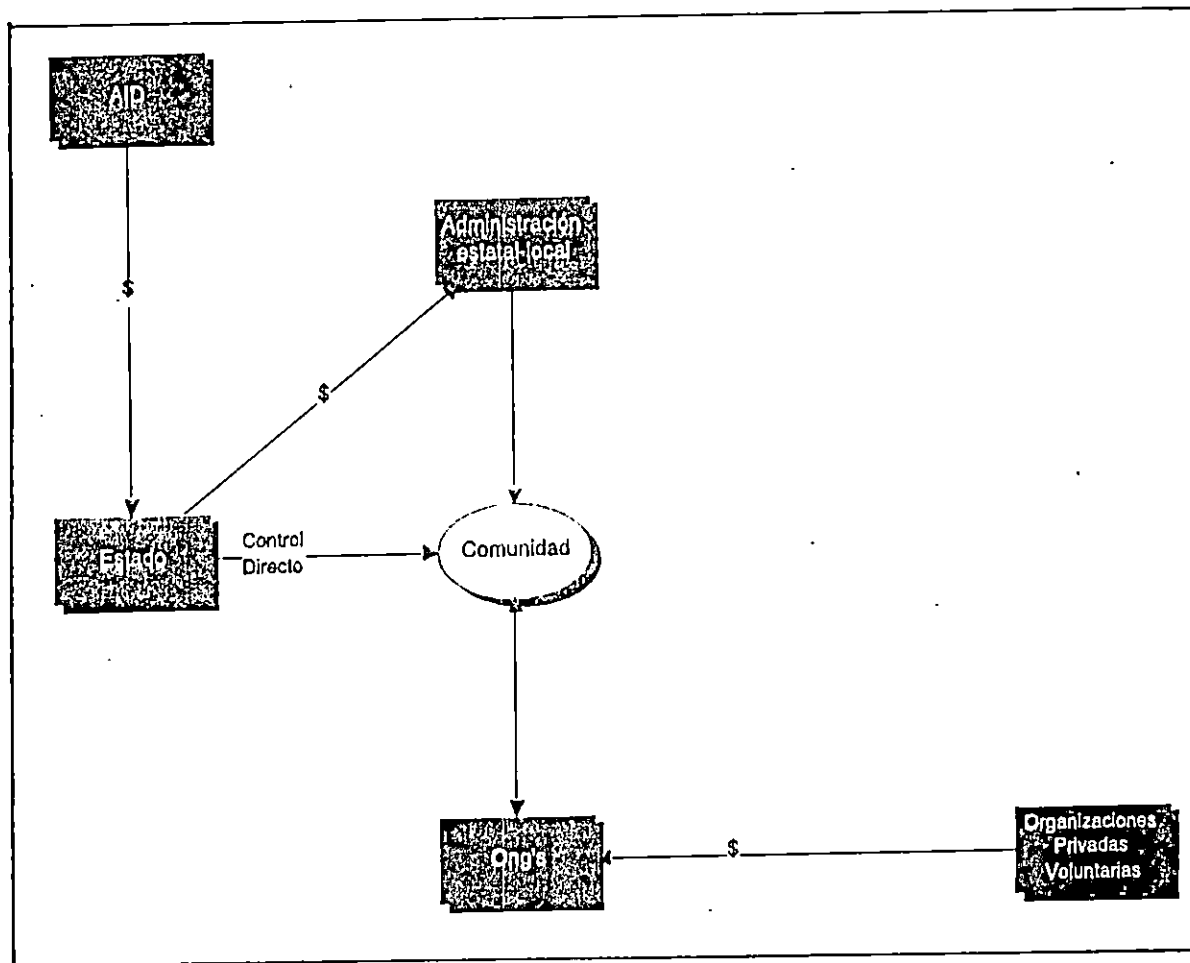 AID
$
Administración
estatal-local
$
Estado
Control
Directo
Comunidad
Ong's
$
Organizaciones
Privadas
Voluntarias